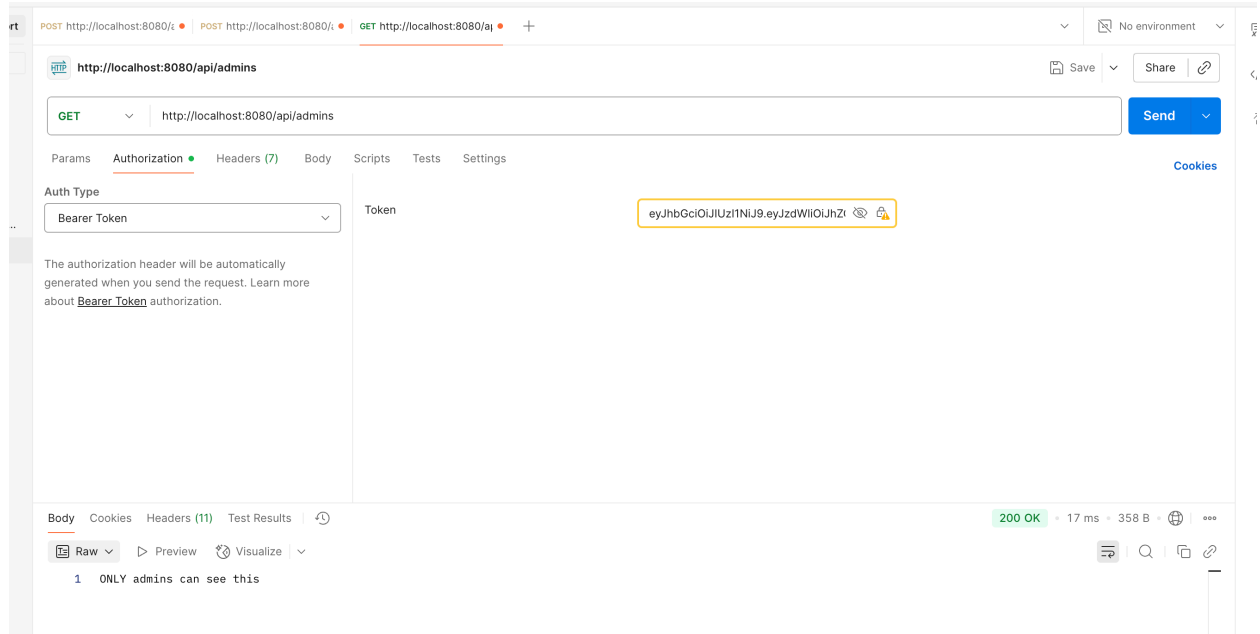 rt
POST http://localhost:8080/a
POST http://localhost:8080/a
GET http://localhost:8080/ap
No environment
HTTP http://localhost:8080/api/admins
Save
Share
GET http://localhost:8080/api/admins
Send
Params Authorization Headers (7) Body Scripts Tests Settings
Cookies
Auth Type
Bearer Token
Token
The authorization header will be automatically
generated when you send the request. Learn more
about Bearer Token authorization.
Body Cookies Headers (11) Test Results
200 OK • 17 ms • 358 B
Raw Preview Visualize
1 ONLY admins can see this